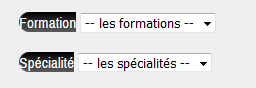 Formation -- les formations --
Spécialité -- les spécialités --